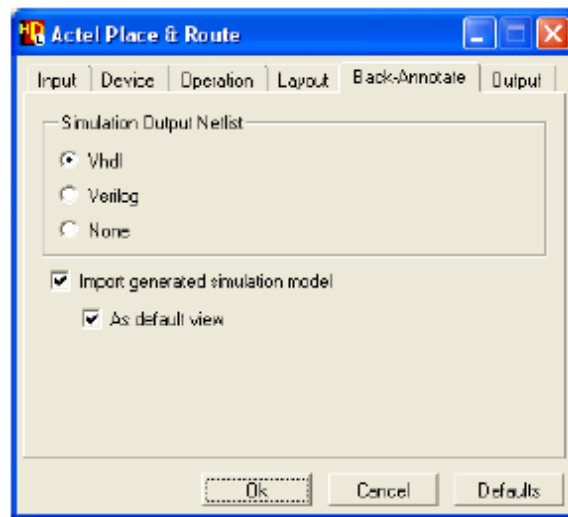 Actel Place & Route
Input Device Operation Layout Back-Annotate Output
Simulation Output Netlist
Vhdl
Verilog
None
Import generated simulation model
As default view
Ok Cancel Defaults